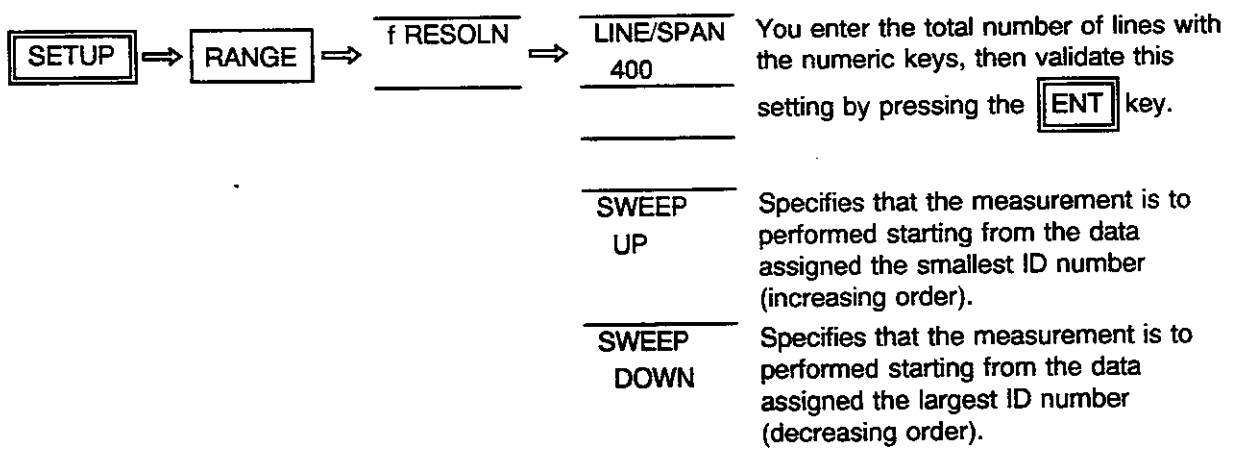 SETUP ⇒ RANGE ⇒ f RESOLN ⇒ LINE/SPAN
400
You enter the total number of lines with
the numeric keys, then validate this
setting by pressing the ENT key.
SWEEP
UP
Specifies that the measurement is to
performed starting from the data
assigned the smallest ID number
(increasing order).
SWEEP
DOWN
Specifies that the measurement is to
performed starting from the data
assigned the largest ID number
(decreasing order).